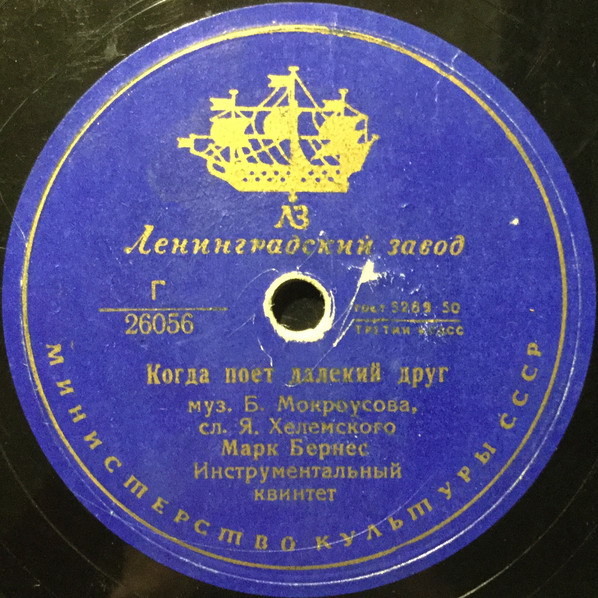 ЛЗ
Ленинградский завод
Г
26056
ГОСТ 5289 50
ТРЕТИЙ КЛАСС
Когда поет далекий друг
муз. Б. Мокроусова,
сл. Я. Хелемского
Марк Бернес
Инструментальный
квинтет
МИНИСТЕРСТВО КУЛЬТУРЫ СССР